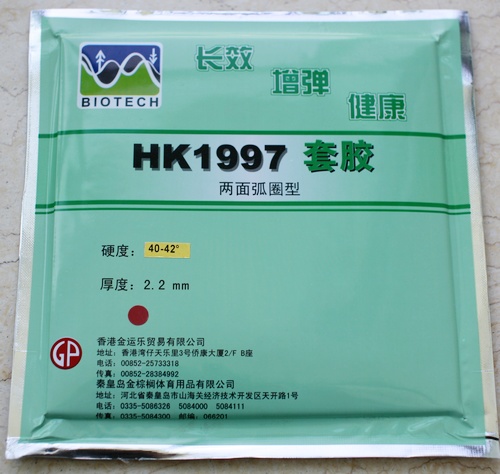 BIOTECH
长效
增弹
健康
HK1997 套胶
两面弧圈型
硬度: 40-42°
厚度: 2.2 mm
GP
香港金运乐贸易有限公司
地址: 香港湾仔天乐里3号侨康大厦2/F B座
电话: 00852-25733318
传真: 00852-28384992
秦皇岛金棕榈体育用品有限公司
地址: 河北省秦皇岛市山海关经济技术开发区天开路1号
电话: 0335-5086326 5084000 5084111
传真: 0335-5084300 邮编: 066201